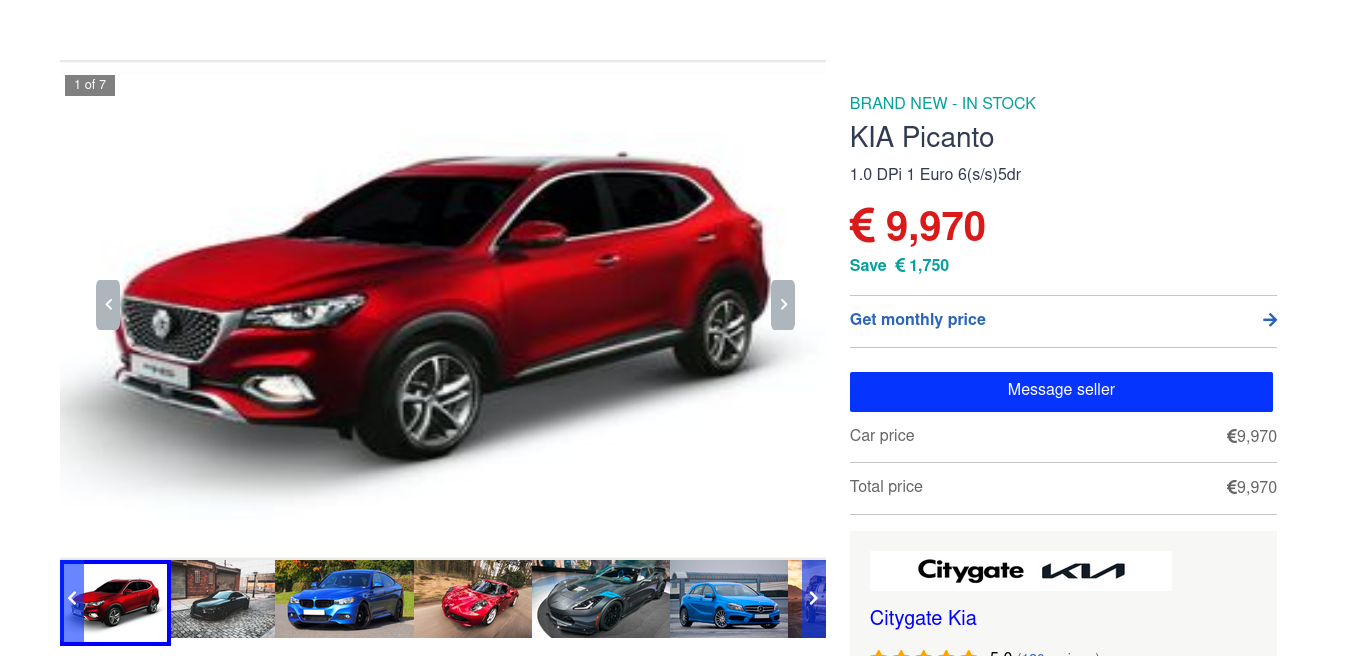 1 of 7
BRAND NEW - IN STOCK
KIA Picanto
1.0 DPi 1 Euro 6(s/s)5dr
€ 9,970
Save € 1,750
Get monthly price
Message seller
Car price €9,970
Total price €9,970
Citygate KIA
Citygate Kia
5.0